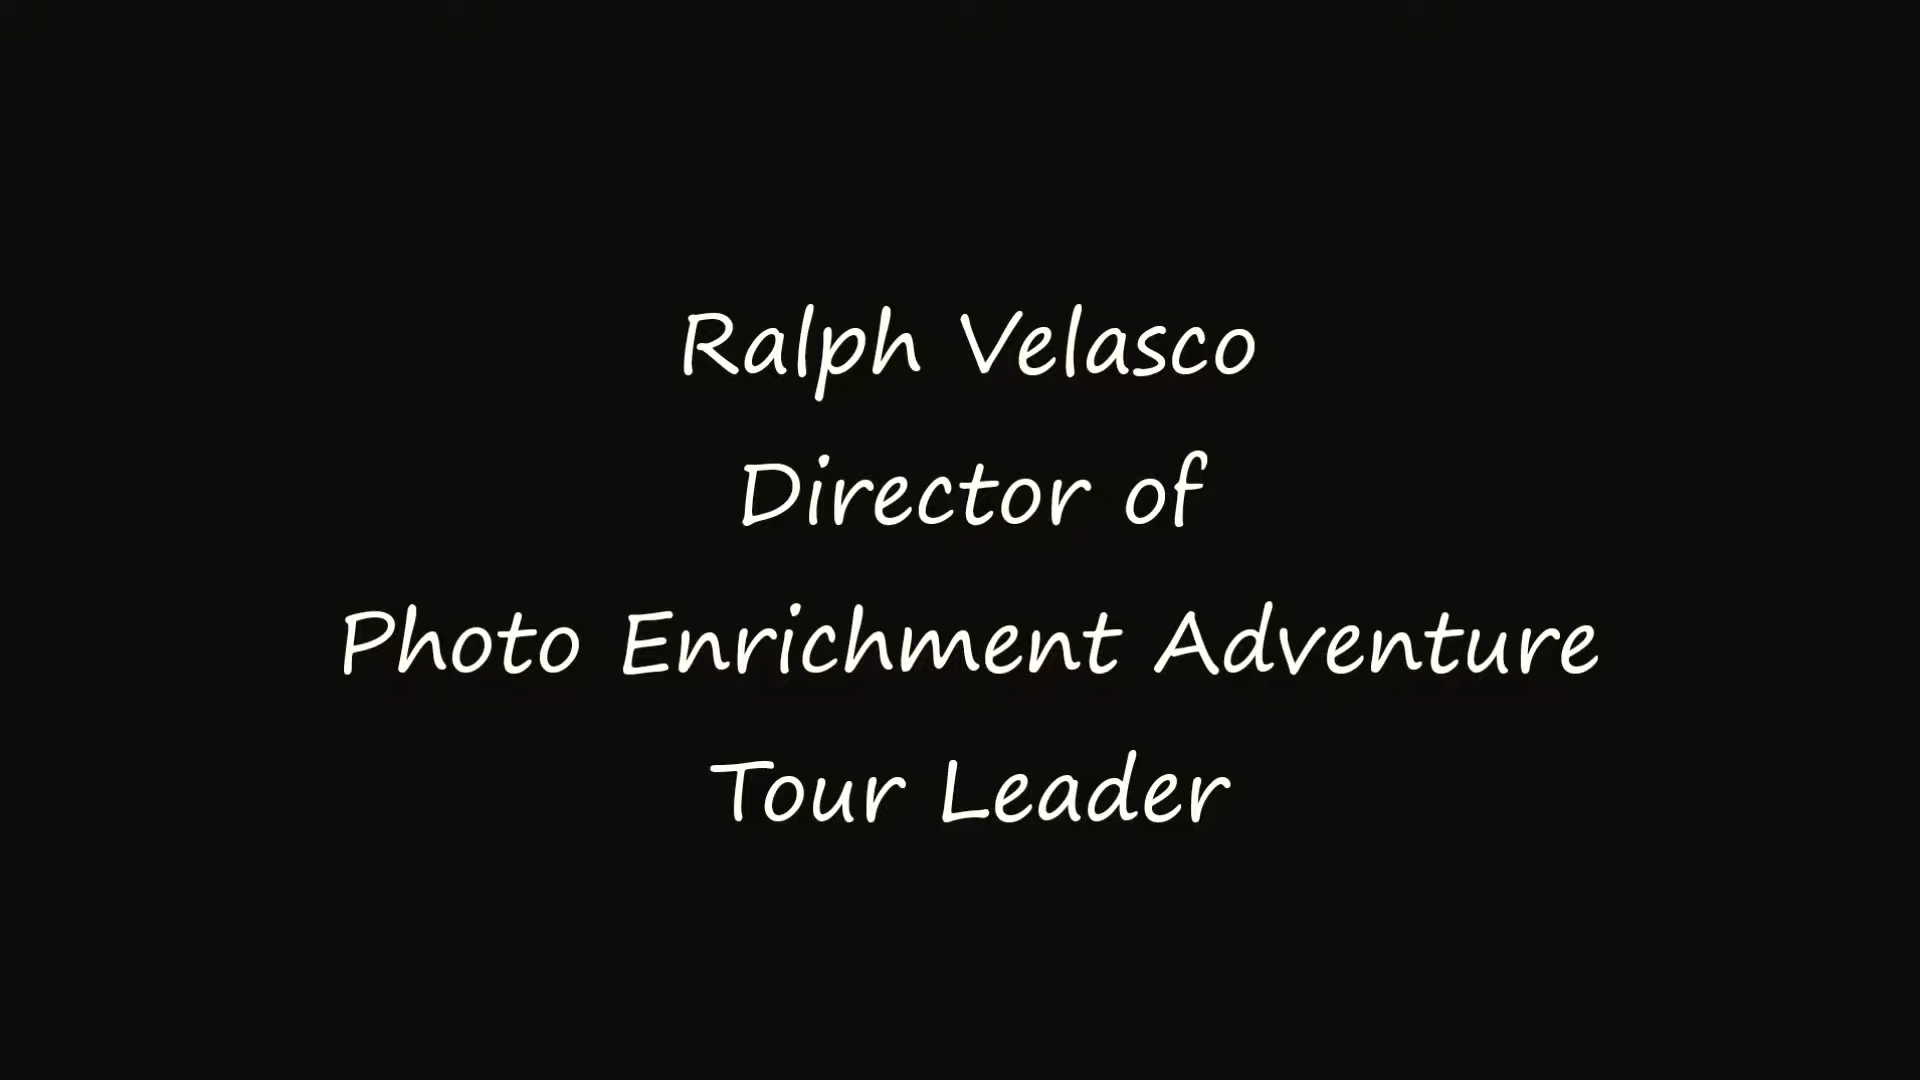 Ralph Velasco
Director of
Photo Enrichment Adventure
Tour Leader